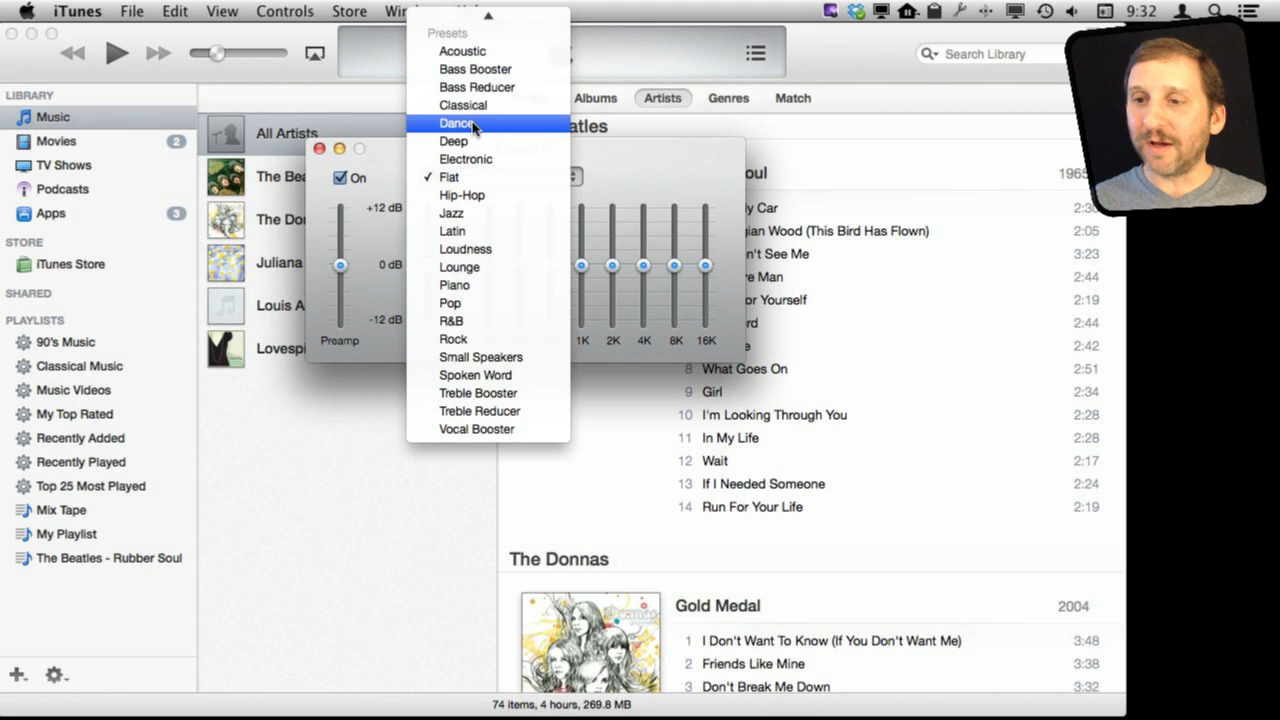 iTunes File Edit View Controls Store 9:32
Presets
Acoustic
Bass Booster
Bass Reducer
Classical
Dance
Deep
Electronic
Flat
Hip-Hop
Jazz
Latin
Loudness
Lounge
Piano
Pop
R&B
Rock
Small Speakers
Spoken Word
Treble Booster
Treble Reducer
Vocal Booster
Search Library
Albums Artists Genres Match
LIBRARY
Music
Movies 2
TV Shows
Podcasts
Apps 3
STORE
iTunes Store
SHARED
PLAYLISTS
90's Music
Classical Music
Music Videos
My Top Rated
Recently Added
Recently Played
Top 25 Most Played
Mix Tape
My Playlist
The Beatles - Rubber Soul
All Artists
The
The
Juliana
Louis
On
+12 dB
0 dB
-12 dB
Preamp
1K 2K 4K 8K 16K
My Car
Wood (This Bird Has Flown) 2:05
See Me 3:23
Man 2:44
Yourself 2:19
2:44
2:46
8 What Goes On 2:51
9 Girl 2:34
10 I'm Looking Through You 2:28
11 In My Life 2:28
12 Wait 2:17
13 If I Needed Someone 2:24
14 Run For Your Life 2:19
The Donnas
Gold Medal 2004
1 I Don't Want To Know (If You Don't Want Me) 3:48
2 Friends Like Mine 3:38
3 Don't Break Me Down 3:32
74 items, 4 hours, 269.8 MB